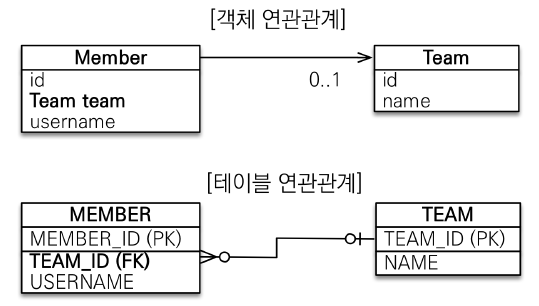 [객체 연관관계]
Member
id
Team team
username
0..1
Team
id
name
[테이블 연관관계]
MEMBER
MEMBER_ID (PK)
TEAM_ID (FK)
USERNAME
TEAM
TEAM_ID (PK)
NAME